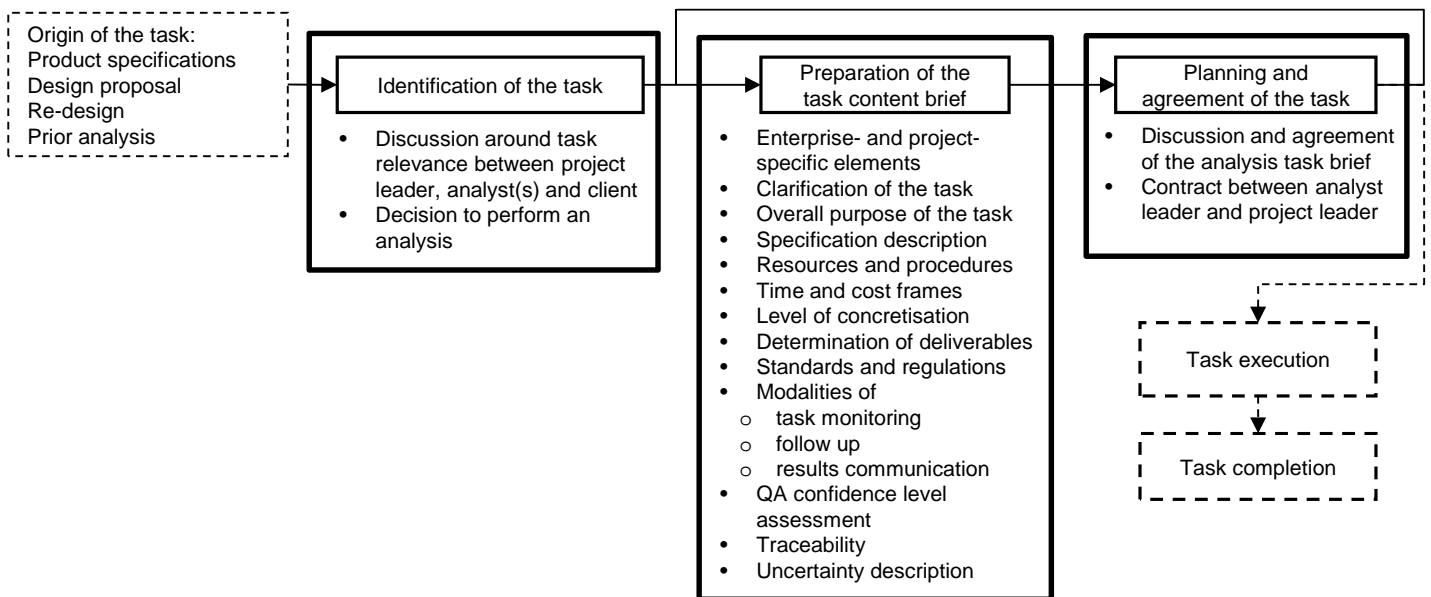 Origin of the task:
Product specifications
Design proposal
Re-design
Prior analysis
Identification of the task
• Discussion around task
relevance between project
leader, analyst(s) and client
• Decision to perform an
analysis
Preparation of the
task content brief
• Enterprise- and project-
specific elements
• Clarification of the task
• Overall purpose of the task
• Specification description
• Resources and procedures
• Time and cost frames
• Level of concretisation
• Determination of deliverables
• Standards and regulations
• Modalities of
o task monitoring
o follow up
o results communication
• QA confidence level
assessment
• Traceability
• Uncertainty description
Planning and
agreement of the task
• Discussion and agreement
of the analysis task brief
• Contract between analyst
leader and project leader
Task execution
Task completion